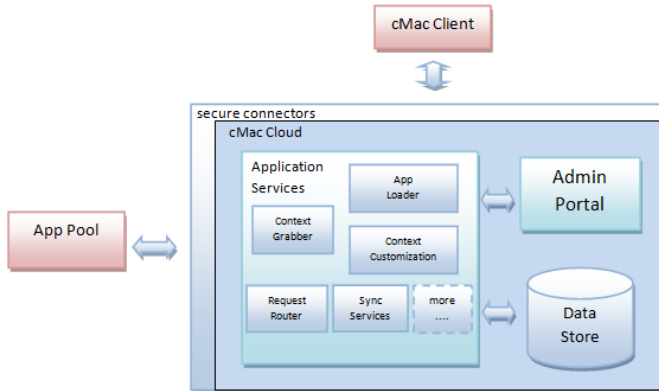 cMac Client
secure connectors
cMac Cloud
Application
Services
App
Loader
Admin
Portal
Context
Grabber
App Pool
Context
Customization
Request
Router
Sync
Services
more
....
Data
Store